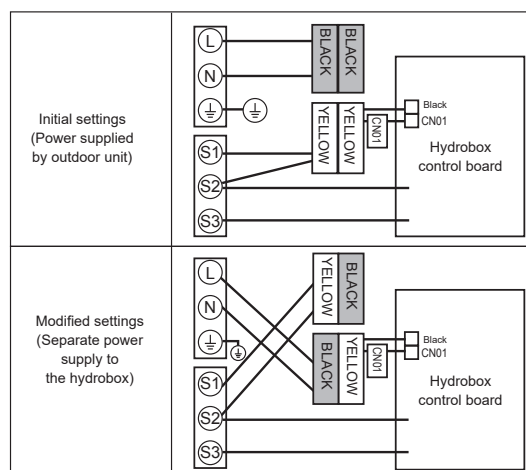 Initial settings
(Power supplied
by outdoor unit)
L
N
S1
S2
S3
BLACK
BLACK
YELLOW
YELLOW
CN01
Black
CN01
Hydrobox
control board
Modified settings
(Separate power
supply to
the hydrobox)
L
N
S1
S2
S3
YELLOW
BLACK
BLACK
YELLOW
CN01
Black
CN01
Hydrobox
control board